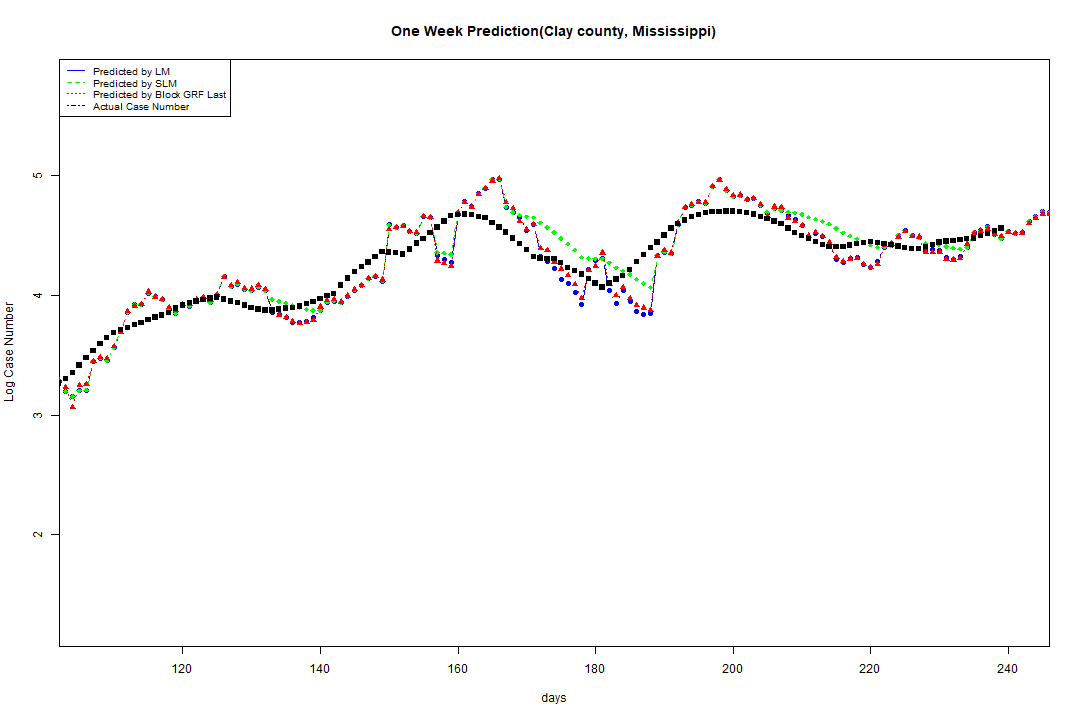 One Week Prediction(Clay county, Mississippi)
Predicted by LM
Predicted by SLM
Predicted by Block GRF Last
Actual Case Number
5
4
3
2
Log Case Number
120 140 160 180 200 220 240
days